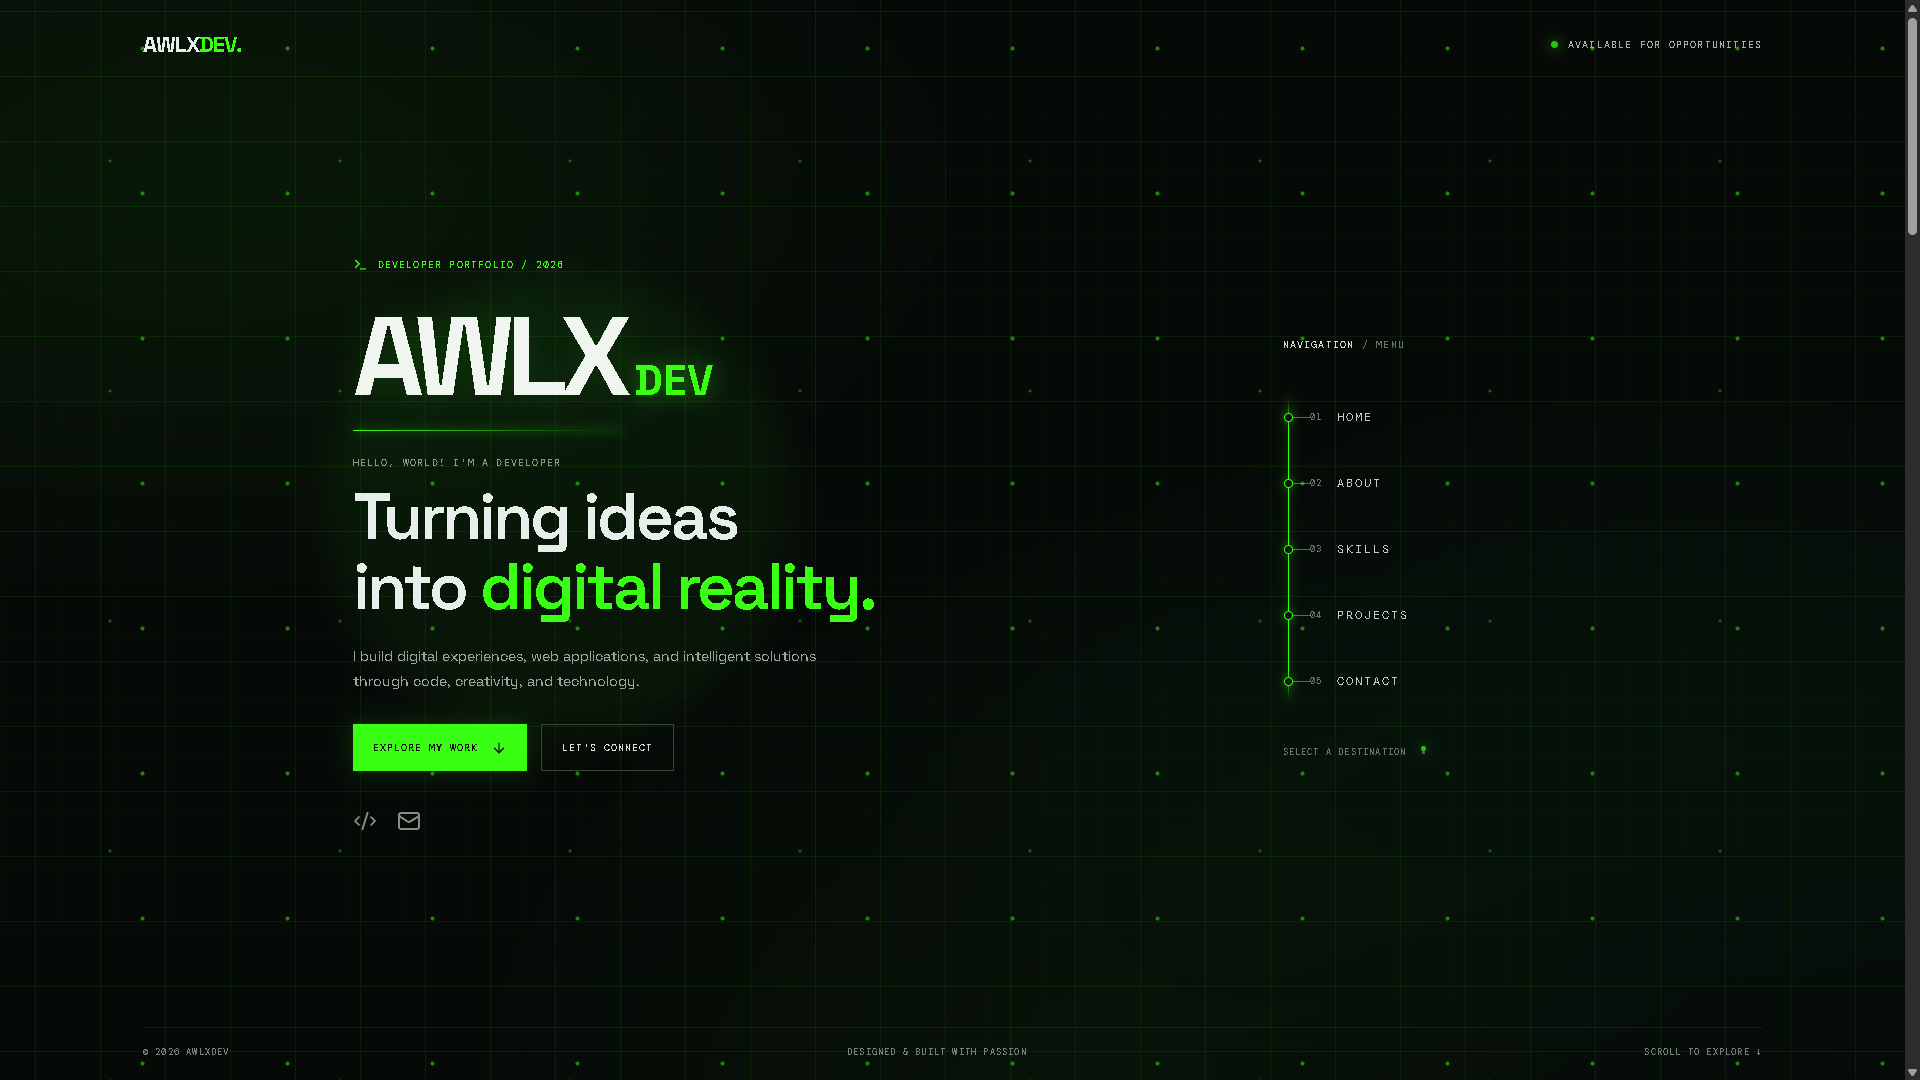 AWLXDEV.
AVAILABLE FOR OPPORTUNITIES
>_ DEVELOPER PORTFOLIO / 2026
AWLX DEV
HELLO, WORLD! I'M A DEVELOPER
Turning ideas
into digital reality.
I build digital experiences, web applications, and intelligent solutions
through code, creativity, and technology.
EXPLORE MY WORK ↓
LET'S CONNECT
NAVIGATION / MENU
01 HOME
02 ABOUT
03 SKILLS
04 PROJECTS
05 CONTACT
SELECT A DESTINATION
© 2026 AWLXDEV
DESIGNED & BUILT WITH PASSION
SCROLL TO EXPLORE ↓